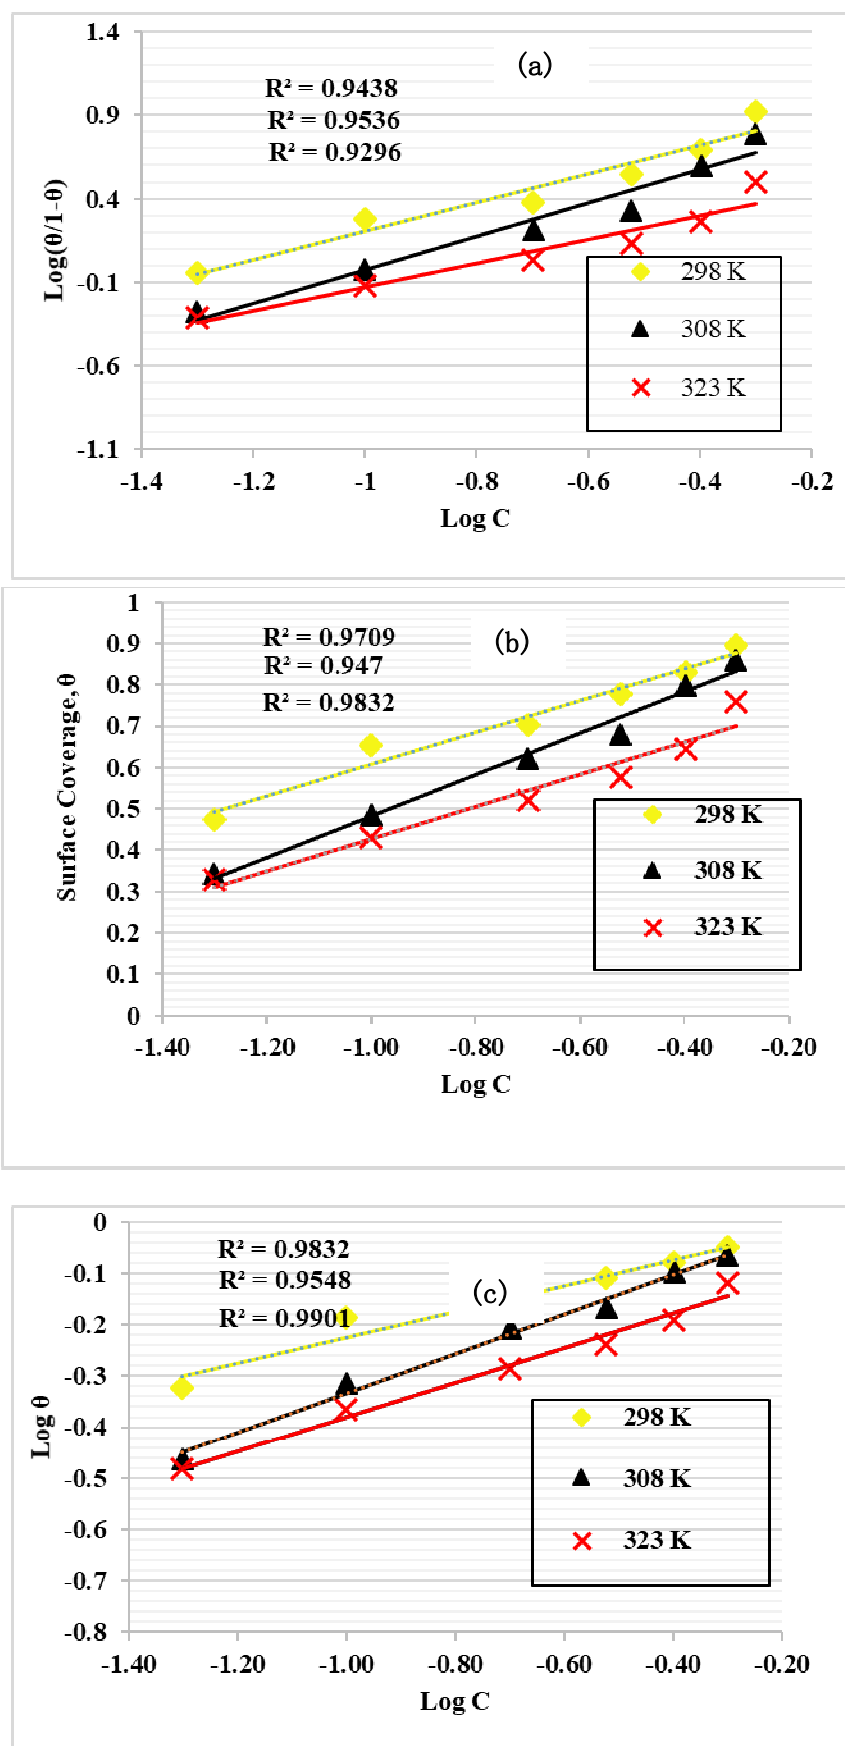 (a)
R² = 0.9438
R² = 0.9536
R² = 0.9296
1.4
0.9
0.4
-0.1
-0.6
-1.1
Log(θ/1-θ)
298 K
308 K
323 K
-1.4 -1.2 -1 -0.8 -0.6 -0.4 -0.2
Log C
(b)
R² = 0.9709
R² = 0.947
R² = 0.9832
1
0.9
0.8
0.7
0.6
0.5
0.4
0.3
0.2
0.1
0
Surface Coverage, θ
298 K
308 K
323 K
-1.40 -1.20 -1.00 -0.80 -0.60 -0.40 -0.20
Log C
(c)
R² = 0.9832
R² = 0.9548
R² = 0.9901
0
-0.1
-0.2
-0.3
-0.4
-0.5
-0.6
-0.7
-0.8
Log θ
298 K
308 K
323 K
-1.40 -1.20 -1.00 -0.80 -0.60 -0.40 -0.20
Log C